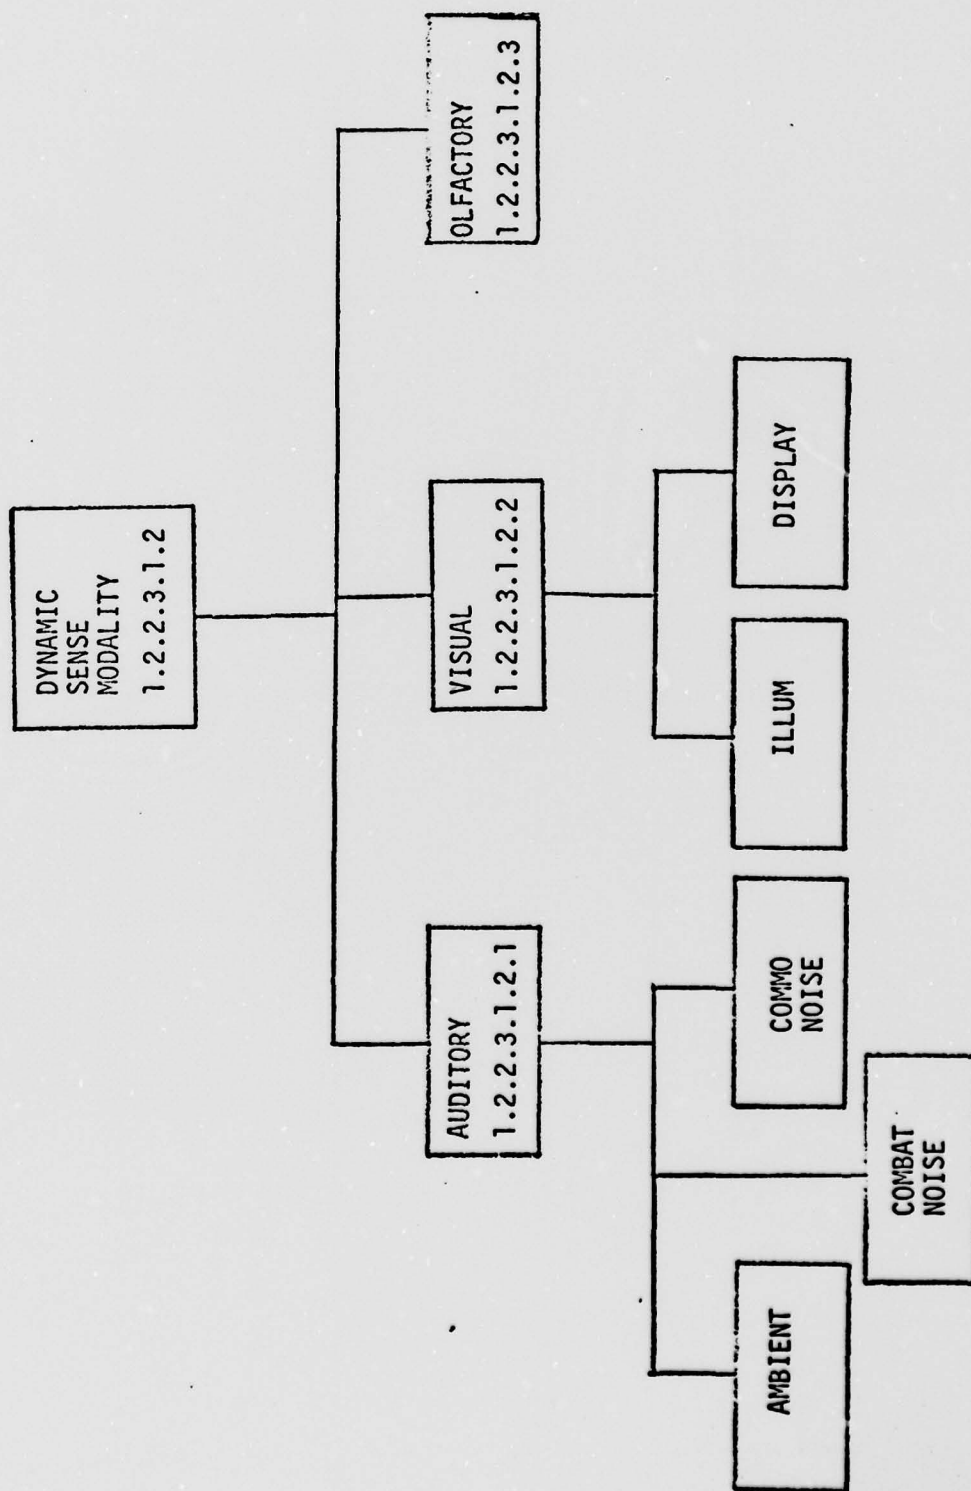 DYNAMIC
SENSE
MODALITY
1.2.2.3.1.2
AUDITORY
1.2.2.3.1.2.1
VISUAL
1.2.2.3.1.2.2
OLFACTORY
1.2.2.3.1.2.3
AMBIENT
COMBAT
NOISE
COMMO
NOISE
ILLUM
DISPLAY